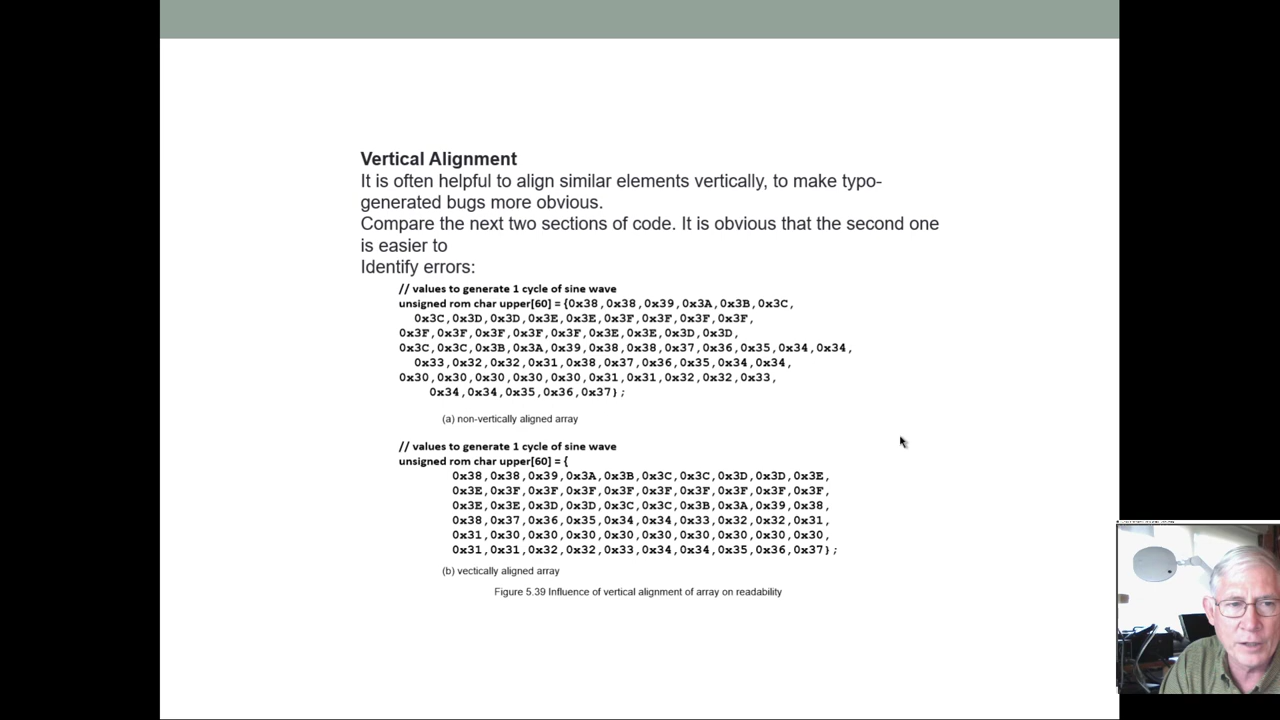 Vertical Alignment
It is often helpful to align similar elements vertically, to make typo-
generated bugs more obvious.
Compare the next two sections of code. It is obvious that the second one
is easier to
Identify errors:
// values to generate 1 cycle of sine wave
unsigned rom char upper[60] = {0x38,0x38,0x39,0x3A,0x3B,0x3C,
0x3C,0x3D,0x3D,0x3E,0x3E,0x3F,0x3F,0x3F,0x3F,
0x3F,0x3F,0x3F,0x3F,0x3F,0x3E,0x3E,0x3D,0x3D,
0x3C,0x3C,0x3B,0x3A,0x39,0x38,0x38,0x37,0x36,0x35,0x34,0x34,
0x33,0x32,0x32,0x31,0x38,0x37,0x36,0x35,0x34,0x34,
0x30,0x30,0x30,0x30,0x30,0x31,0x31,0x32,0x32,0x33,
0x34,0x34,0x35,0x36,0x37};
(a) non-vertically aligned array
// values to generate 1 cycle of sine wave
unsigned rom char upper[60] = {
0x38,0x38,0x39,0x3A,0x3B,0x3C,0x3C,0x3D,0x3D,0x3E,
0x3E,0x3F,0x3F,0x3F,0x3F,0x3F,0x3F,0x3F,0x3F,0x3F,
0x3E,0x3E,0x3D,0x3D,0x3C,0x3C,0x3B,0x3A,0x39,0x38,
0x38,0x37,0x36,0x35,0x34,0x34,0x33,0x32,0x32,0x31,
0x31,0x30,0x30,0x30,0x30,0x30,0x30,0x30,0x30,0x30,
0x31,0x31,0x32,0x32,0x33,0x34,0x34,0x35,0x36,0x37};
(b) vectically aligned array
Figure 5.39 Influence of vertical alignment of array on readability